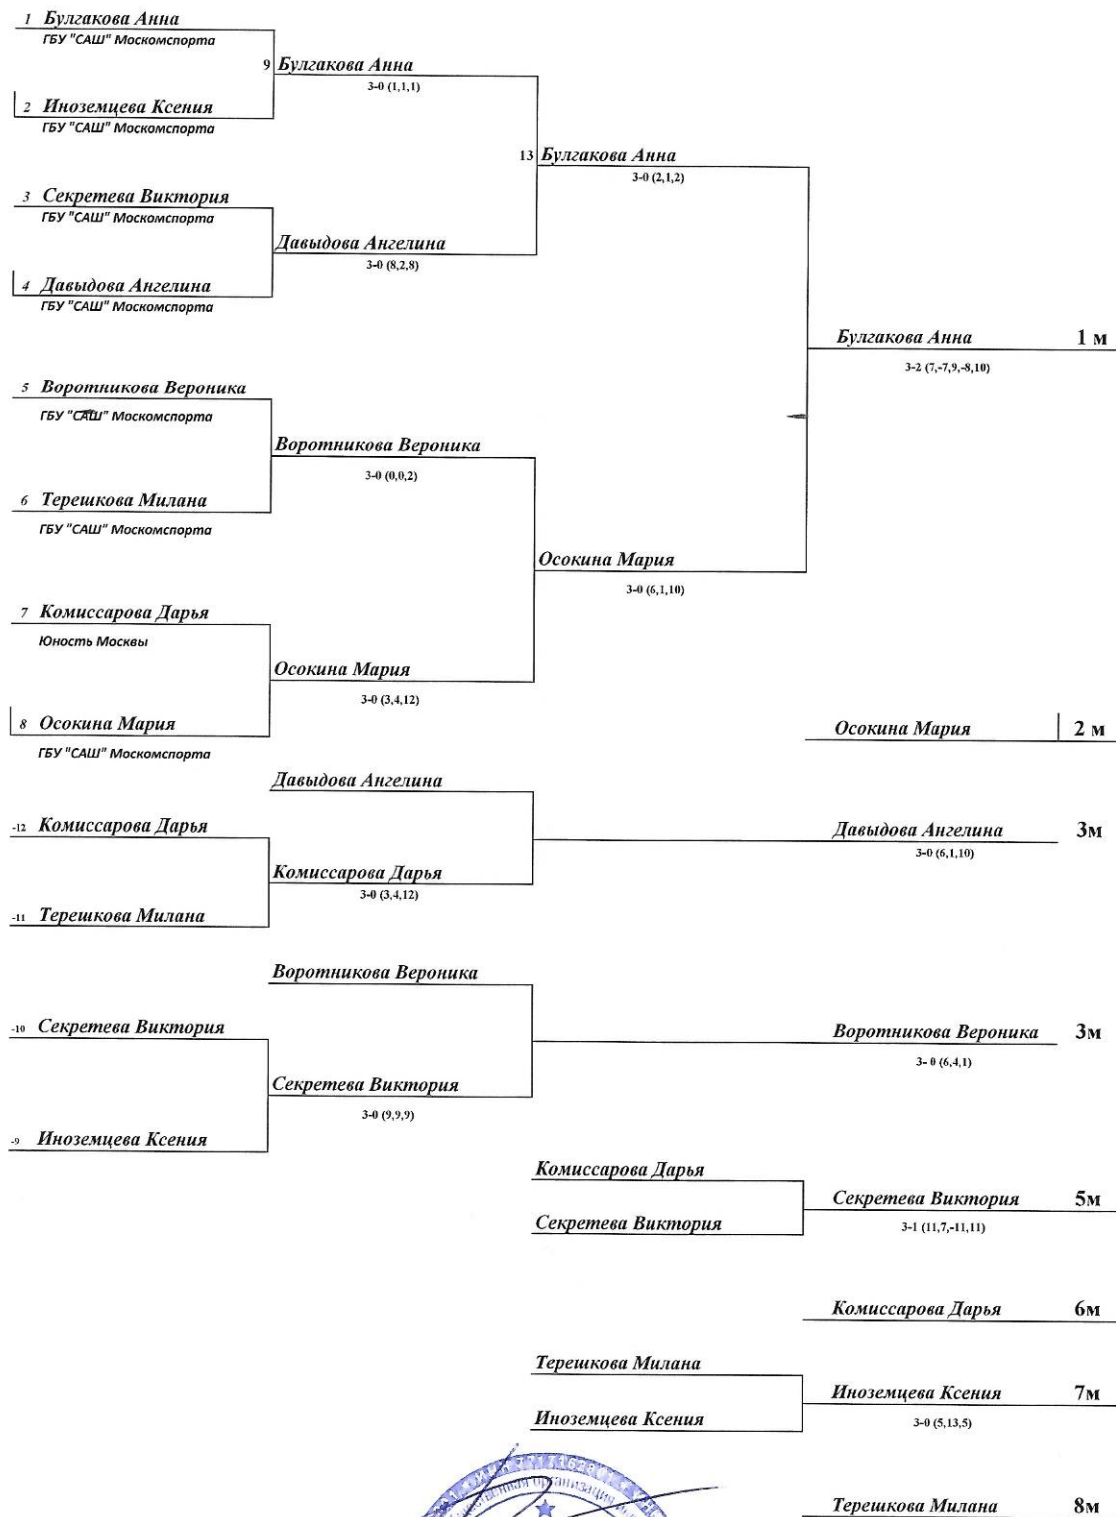 1 Булгакова Анна
ГБУ "САШ" Москомспорта
9 Булгакова Анна
3-0 (1,1,1)
2 Иноземцева Ксения
ГБУ "САШ" Москомспорта
13 Булгакова Анна
3-0 (2,1,2)
3 Секретева Виктория
ГБУ "САШ" Москомспорта
Давыдова Ангелина
3-0 (8,2,8)
4 Давыдова Ангелина
ГБУ "САШ" Москомспорта
Булгакова Анна 1 м
3-2 (7,-7,9,-8,10)
5 Воротникова Вероника
ГБУ "САШ" Москомспорта
Воротникова Вероника
3-0 (0,0,2)
6 Терешкова Милана
ГБУ "САШ" Москомспорта
Осокина Мария
3-0 (6,1,10)
7 Комиссарова Дарья
Юность Москвы
Осокина Мария
3-0 (3,4,12)
8 Осокина Мария
ГБУ "САШ" Москомспорта
Осокина Мария 2 м
Давыдова Ангелина
-12 Комиссарова Дарья
Давыдова Ангелина 3м
3-0 (6,1,10)
Комиссарова Дарья
3-0 (3,4,12)
-11 Терешкова Милана
Воротникова Вероника
-10 Секретева Виктория
Воротникова Вероника 3м
3- 0 (6,4,1)
Секретева Виктория
3-0 (9,9,9)
-9 Иноземцева Ксения
Комиссарова Дарья
Секретева Виктория 5м
Секретева Виктория
3-1 (11,7,-11,11)
Комиссарова Дарья 6м
Терешкова Милана
Иноземцева Ксения 7м
Иноземцева Ксения
3-0 (5,13,5)
Терешкова Милана 8м
организация